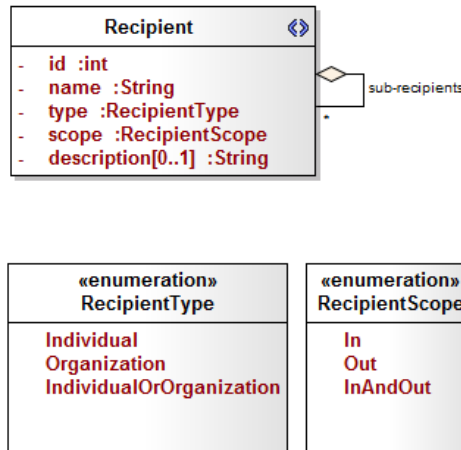 Recipient
- id :int
- name :String
- type :RecipientType
- scope :RecipientScope
- description[0..1] :String
sub-recipients
*
«enumeration»
RecipientType
Individual
Organization
IndividualOrOrganization
«enumeration»
RecipientScope
In
Out
InAndOut